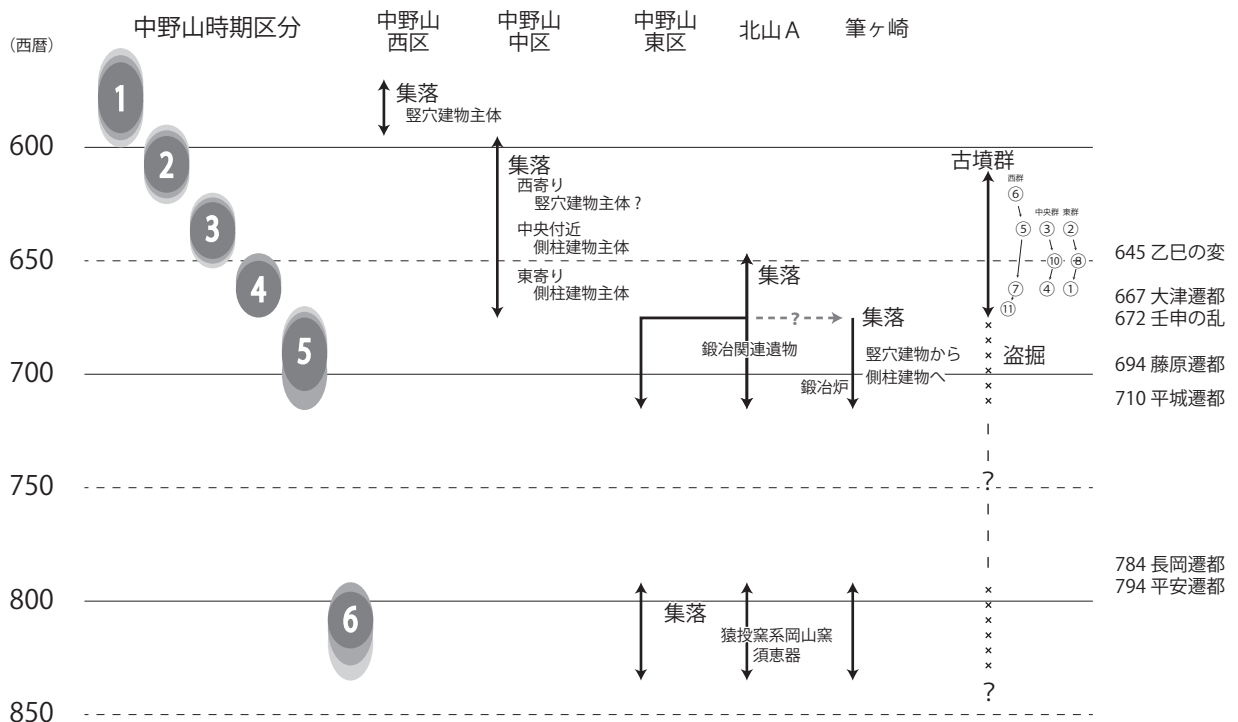 (西暦)
中野山時期区分
中野山
西区
中野山
中区
中野山
東区
北山A
筆ヶ崎
1
2
3
4
5
6
600
650
700
750
800
850
集落
竪穴建物主体
集落
西寄り
竪穴建物主体?
中央付近
側柱建物主体
東寄り
側柱建物主体
集落
?
鍛冶関連遺物
集落
竪穴建物から
側柱建物へ
鍛冶炉
古墳群
西群
⑥
⑤
⑦
⑪
中央群
③
⑩
④
東群
②
⑧
①
盗掘
?
?
集落
猿投窯系岡山窯
須恵器
645 乙巳の変
667 大津遷都
672 壬申の乱
694 藤原遷都
710 平城遷都
784 長岡遷都
794 平安遷都